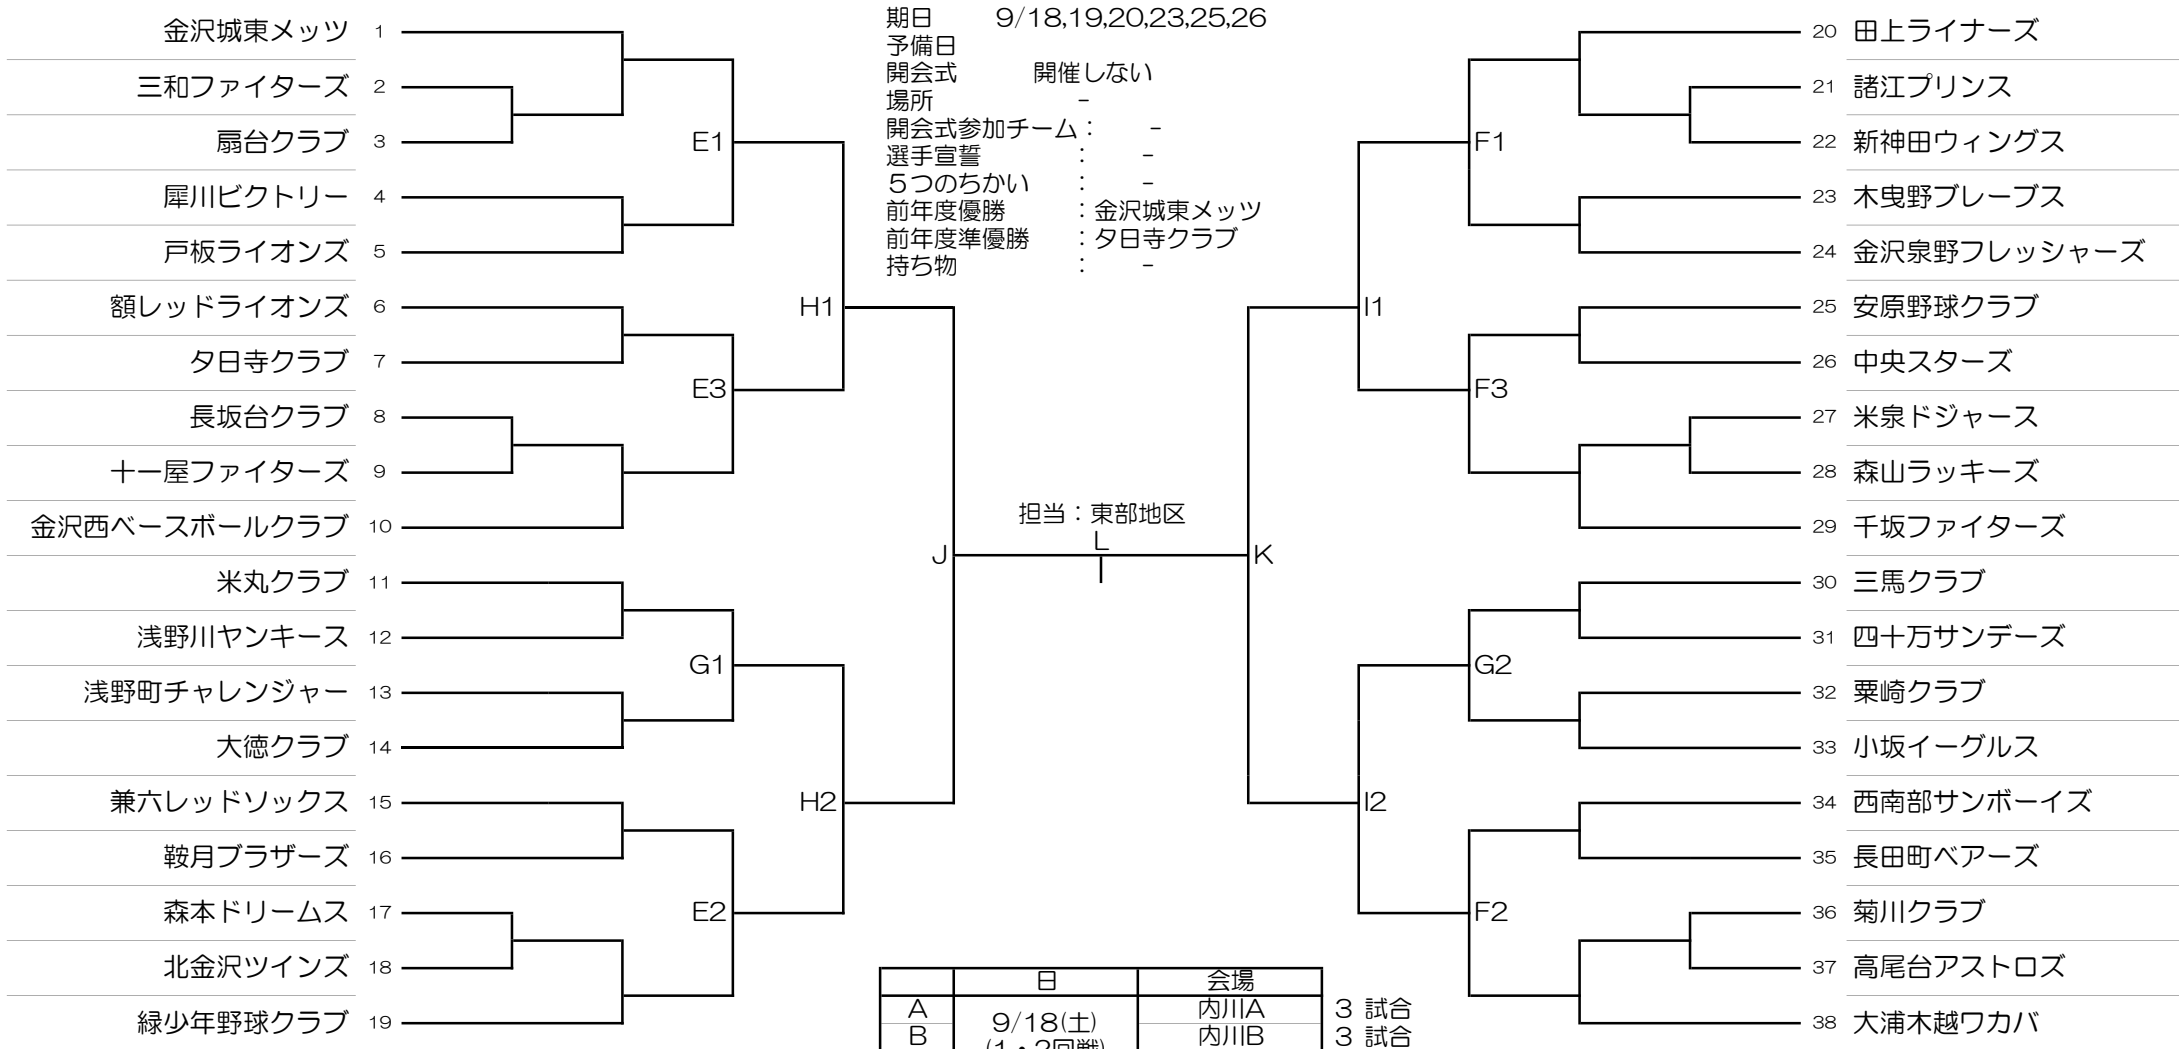 金沢城東メッツ 1
三和ファイターズ 2
扇台クラブ 3
犀川ビクトリー 4
戸板ライオンズ 5
額レッドライオンズ 6
夕日寺クラブ 7
長坂台クラブ 8
十一屋ファイターズ 9
金沢西ベースボールクラブ 10
米丸クラブ 11
浅野川ヤンキース 12
浅野町チャレンジャー 13
大徳クラブ 14
兼六レッドソックス 15
鞍月ブラザーズ 16
森本ドリームス 17
北金沢ツインズ 18
緑少年野球クラブ 19
E1
E3
G1
E2
H1
H2
J
期日 9/18,19,20,23,25,26
予備日
開会式 開催しない
場所 -
開会式参加チーム: -
選手宣誓 : -
５つのちかい : -
前年度優勝 :金沢城東メッツ
前年度準優勝 :夕日寺クラブ
持ち物 : -
担当：東部地区
L
K
I1
I2
F1
F3
G2
F2
20 田上ライナーズ
21 諸江プリンス
22 新神田ウィングス
23 木曳野ブレーブス
24 金沢泉野フレッシャーズ
25 安原野球クラブ
26 中央スターズ
27 米泉ドジャース
28 森山ラッキーズ
29 千坂ファイターズ
30 三馬クラブ
31 四十万サンデーズ
32 粟崎クラブ
33 小坂イーグルス
34 西南部サンボーイズ
35 長田町ベアーズ
36 菊川クラブ
37 高尾台アストロズ
38 大浦木越ワカバ
日 会場
A 内川A 3 試合
9/18(土)
B 内川B 3 試合
(1・2回戦)